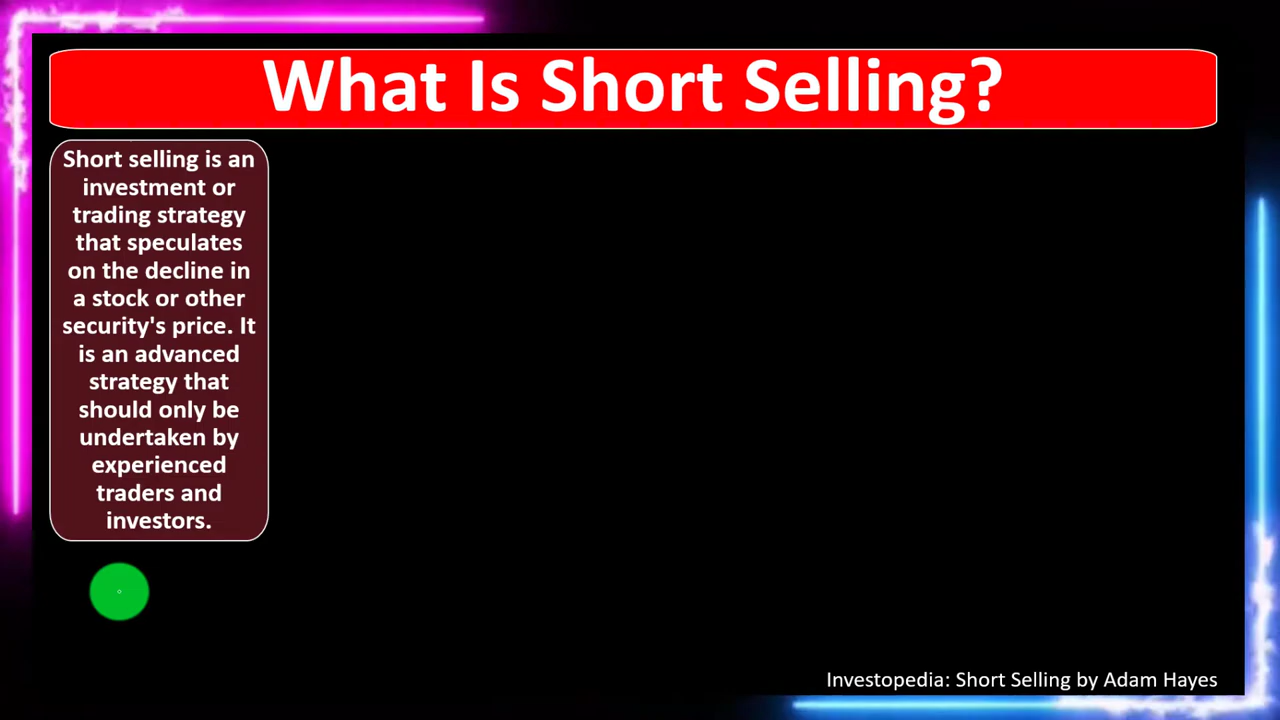 What Is Short Selling?
Short selling is an
investment or
trading strategy
that speculates
on the decline in
a stock or other
security's price. It
is an advanced
strategy that
should only be
undertaken by
experienced
traders and
investors.
Investopedia: Short Selling by Adam Hayes